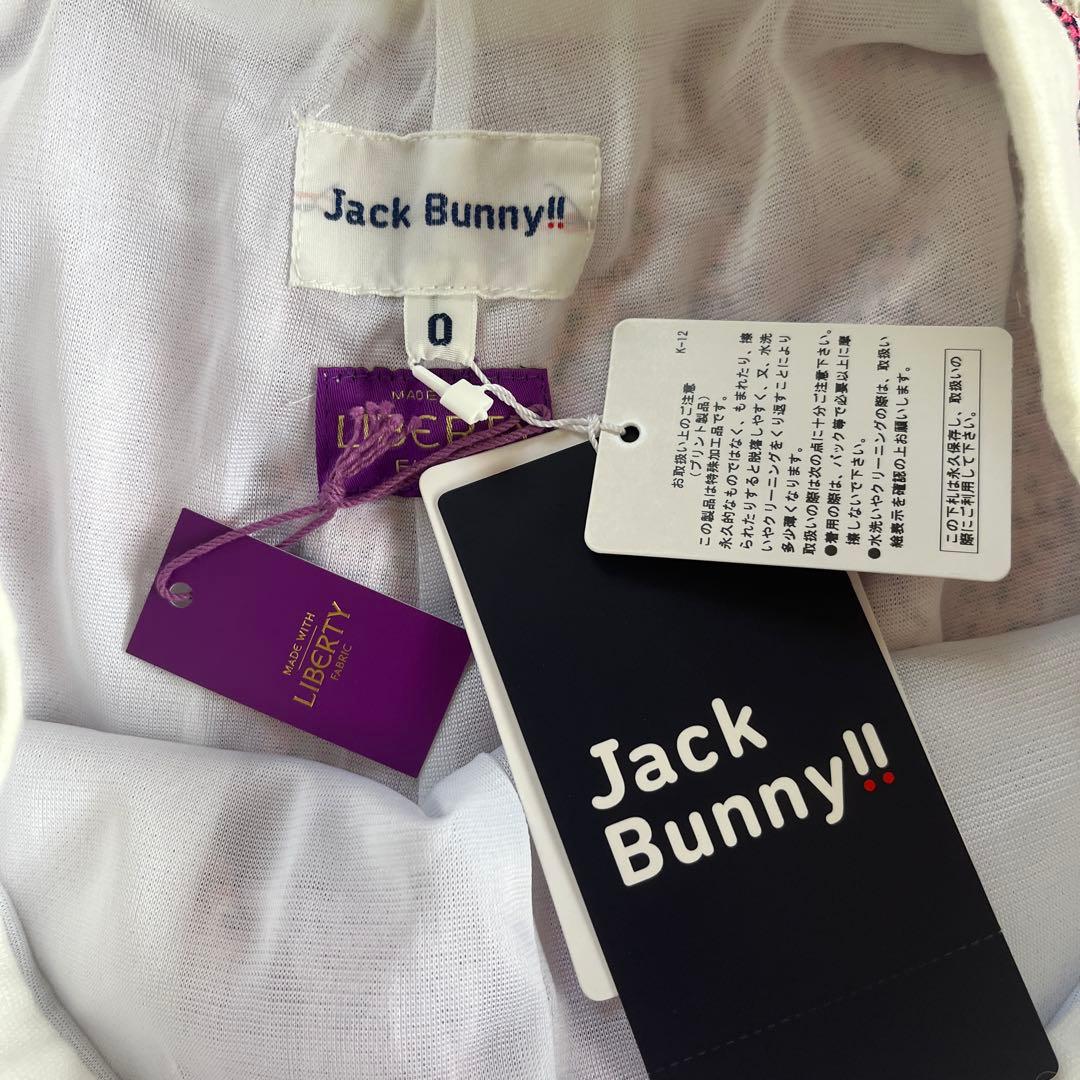 Jack Bunny!!
0
MADE
LIBERTY
MADE WITH
LIBERTY
FABRIC
K-12
お取扱い上のご注意
(プリント製品)
この製品は特殊加工品です。
永久的なものではなく、もまれたり、擦
られたりすると脱落しやすく、又、水洗
いやクリーニングをくり返すことにより
多少薄くなります。
取扱いの際は次の点に十分ご注意下さい。
●着用の際は、バック等で必要以上に摩
擦しないで下さい。
●水洗いやクリーニングの際は、取扱い
絵表示を確認の上お願いします。
この下札は永久保存し、取扱いの
際にご利用して下さい。
Jack
Bunny!!